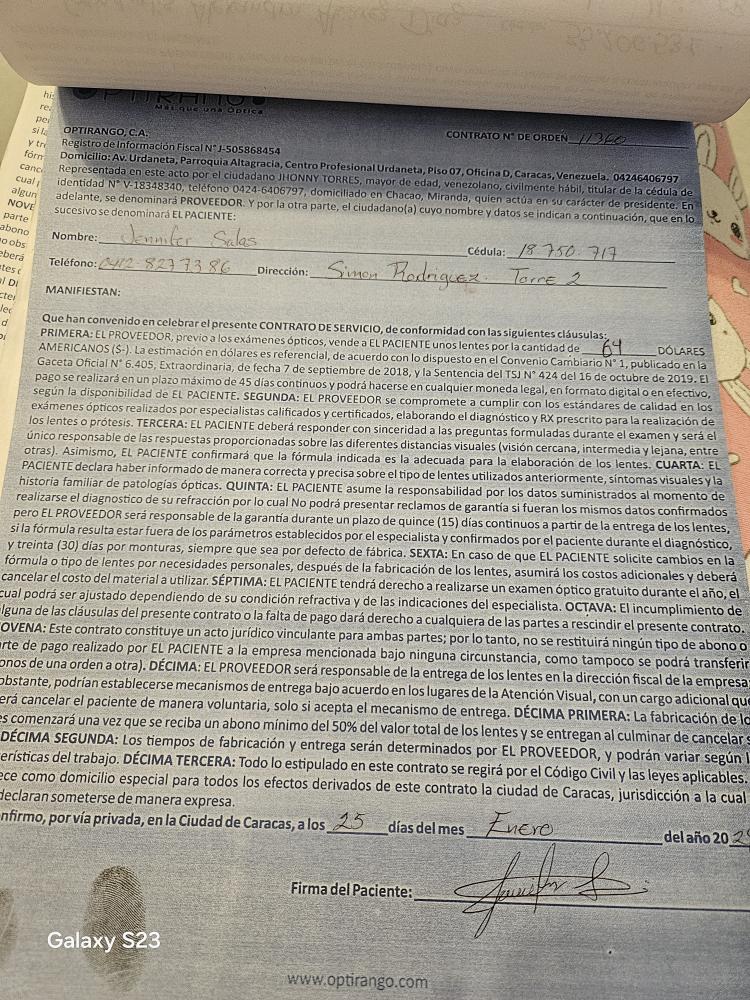 OPTIRANGO
Más que una Óptica
OPTIRANGO, C.A.
CONTRATO N° DE ORDEN 11360
Registro de Información Fiscal N° J-505868454
Domicilio: Av. Urdaneta, Parroquia Altagracia, Centro Profesional Urdaneta, Piso 07, Oficina D, Caracas, Venezuela. 04246406797
Representada en este acto por el ciudadano JHONNY TORRES, mayor de edad, venezolano, civilmente hábil, titular de la cédula de
identidad N° V-18348340, teléfono 0424-6406797, domiciliado en Chacao, Miranda, quien actúa en su carácter de presidente. En
adelante, se denominará PROVEEDOR. Y por la otra parte, el ciudadano(a) cuyo nombre y datos se indican a continuación, que en lo
sucesivo se denominará EL PACIENTE:
Nombre: Jennifer Salas Cédula: 18.750.717
Teléfono: 0412-8277386 Dirección: Simon Rodriguez. Torre 2
MANIFIESTAN:
Que han convenido en celebrar el presente CONTRATO DE SERVICIO, de conformidad con las siguientes cláusulas:
PRIMERA: EL PROVEEDOR, previo a los exámenes ópticos, vende a EL PACIENTE unos lentes por la cantidad de 64 DÓLARES
AMERICANOS (S-). La estimación en dólares es referencial, de acuerdo con lo dispuesto en el Convenio Cambiario N° 1, publicado en la
Gaceta Oficial N° 6.405, Extraordinaria, de fecha 7 de septiembre de 2018, y la Sentencia del TSJ N° 424 del 16 de octubre de 2019. El
pago se realizará en un plazo máximo de 45 días continuos y podrá hacerse en cualquier moneda legal, en formato digital o en efectivo,
según la disponibilidad de EL PACIENTE. SEGUNDA: EL PROVEEDOR se compromete a cumplir con los estándares de calidad en los
exámenes ópticos realizados por especialistas calificados y certificados, elaborando el diagnóstico y RX prescrito para la realización de
los lentes o prótesis. TERCERA: EL PACIENTE deberá responder con sinceridad a las preguntas formuladas durante el examen y será el
único responsable de las respuestas proporcionadas sobre las diferentes distancias visuales (visión cercana, intermedia y lejana, entre
otras). Asimismo, EL PACIENTE confirmará que la fórmula indicada es la adecuada para la elaboración de los lentes. CUARTA: EL
PACIENTE declara haber informado de manera correcta y precisa sobre el tipo de lentes utilizados anteriormente, síntomas visuales y la
historia familiar de patologías ópticas. QUINTA: EL PACIENTE asume la responsabilidad por los datos suministrados al momento de
realizarse el diagnostico de su refracción por lo cual No podrá presentar reclamos de garantía si fueran los mismos datos confirmados
pero EL PROVEEDOR será responsable de la garantía durante un plazo de quince (15) días continuos a partir de la entrega de los lentes,
si la fórmula resulta estar fuera de los parámetros establecidos por el especialista y confirmados por el paciente durante el diagnóstico,
y treinta (30) días por monturas, siempre que sea por defecto de fábrica. SEXTA: En caso de que EL PACIENTE solicite cambios en la
fórmula o tipo de lentes por necesidades personales, después de la fabricación de los lentes, asumirá los costos adicionales y deberá
cancelar el costo del material a utilizar. SÉPTIMA: EL PACIENTE tendrá derecho a realizarse un examen óptico gratuito durante el año, el
cual podrá ser ajustado dependiendo de su condición refractiva y de las indicaciones del especialista. OCTAVA: El incumplimiento de
lguna de las cláusulas del presente contrato o la falta de pago dará derecho a cualquiera de las partes a rescindir el presente contrato.
OVENA: Este contrato constituye un acto jurídico vinculante para ambas partes; por lo tanto, no se restituirá ningún tipo de abono o
rte de pago realizado por EL PACIENTE a la empresa mencionada bajo ninguna circunstancia, como tampoco se podrá transferir
onos de una orden a otra). DÉCIMA: EL PROVEEDOR será responsable de la entrega de los lentes en la dirección fiscal de la empresa;
obstante, podrían establecerse mecanismos de entrega bajo acuerdo en los lugares de la Atención Visual, con un cargo adicional que
erá cancelar el paciente de manera voluntaria, solo si acepta el mecanismo de entrega. DÉCIMA PRIMERA: La fabricación de lo
es comenzará una vez que se reciba un abono mínimo del 50% del valor total de los lentes y se entregan al culminar de cancelar s
DÉCIMA SEGUNDA: Los tiempos de fabricación y entrega serán determinados por EL PROVEEDOR, y podrán variar según l
erísticas del trabajo. DÉCIMA TERCERA: Todo lo estipulado en este contrato se regirá por el Código Civil y las leyes aplicables.
ece como domicilio especial para todos los efectos derivados de este contrato la ciudad de Caracas, jurisdicción a la cual
declaran someterse de manera expresa.
nfirmo, por vía privada, en la Ciudad de Caracas, a los 25 días del mes Enero del año 20
Firma del Paciente:
Galaxy S23
www.optirango.com